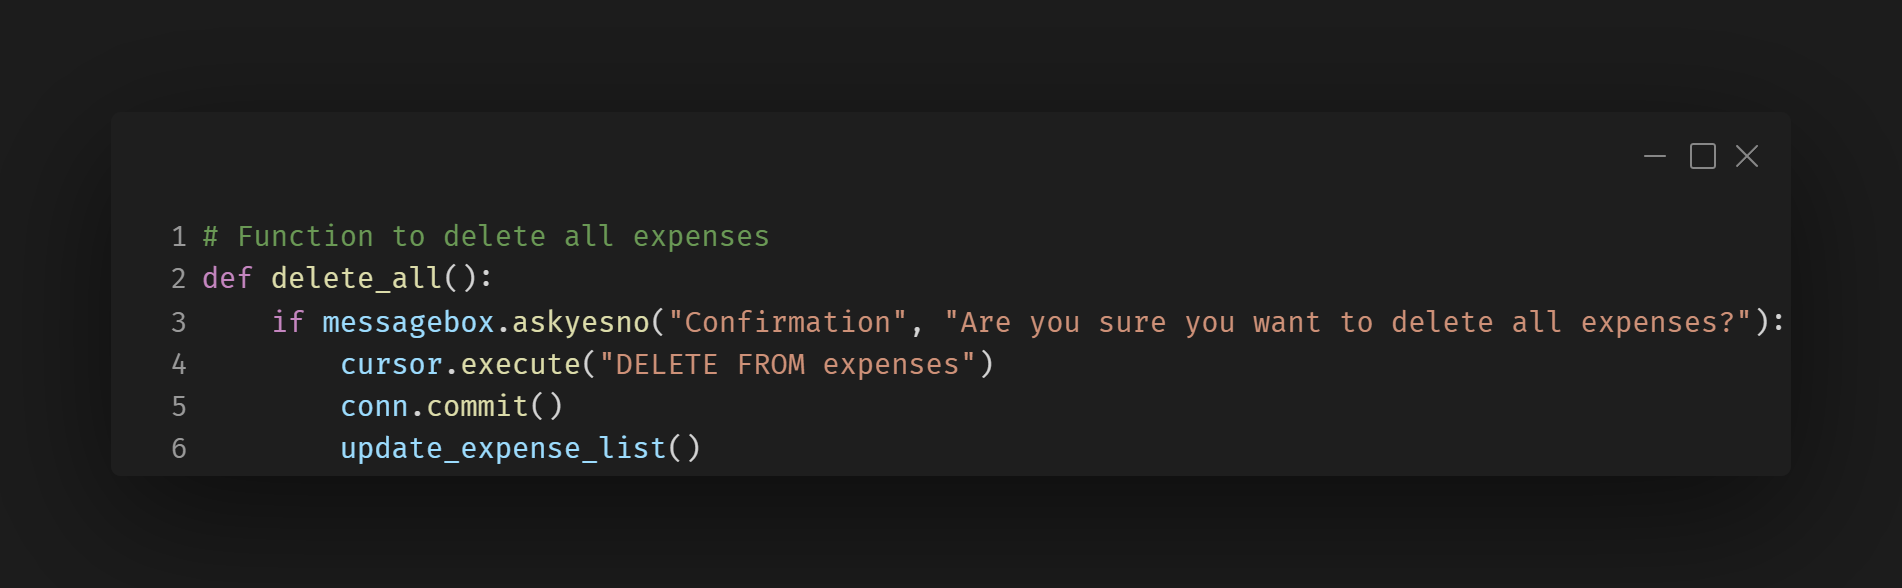 1 # Function to delete all expenses
2 def delete_all():
3     if messagebox.askyesno("Confirmation", "Are you sure you want to delete all expenses?"):
4         cursor.execute("DELETE FROM expenses")
5         conn.commit()
6         update_expense_list()